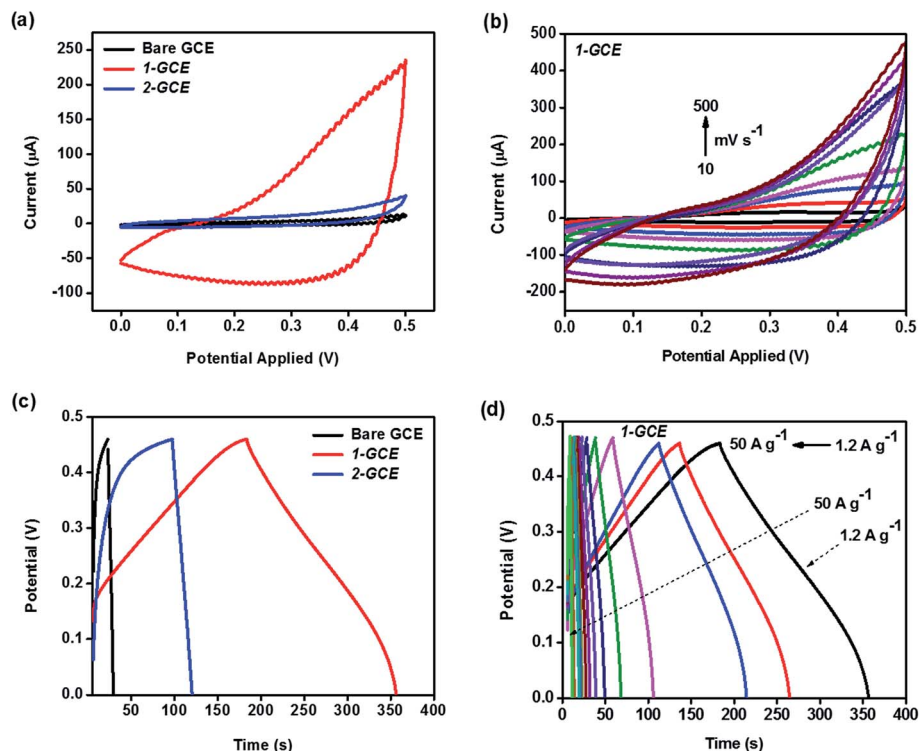 (a)
Bare GCE
1-GCE
2-GCE
250
200
150
100
50
0
-50
-100
0.0 0.1 0.2 0.3 0.4 0.5
Current (µA)
Potential Applied (V)
(b)
1-GCE
500
mV s⁻¹
10
500
400
300
200
100
0
-100
-200
0.0 0.1 0.2 0.3 0.4 0.5
Current (µA)
Potential Applied (V)
(c)
Bare GCE
1-GCE
2-GCE
0.5
0.4
0.3
0.2
0.1
0.0
50 100 150 200 250 300 350 400
Potential (V)
Time (s)
(d)
1-GCE
50 A g⁻¹ 1.2 A g⁻¹
50 A g⁻¹
1.2 A g⁻¹
0.5
0.4
0.3
0.2
0.1
0.0
0 50 100 150 200 250 300 350 400
Potential (V)
Time (s)